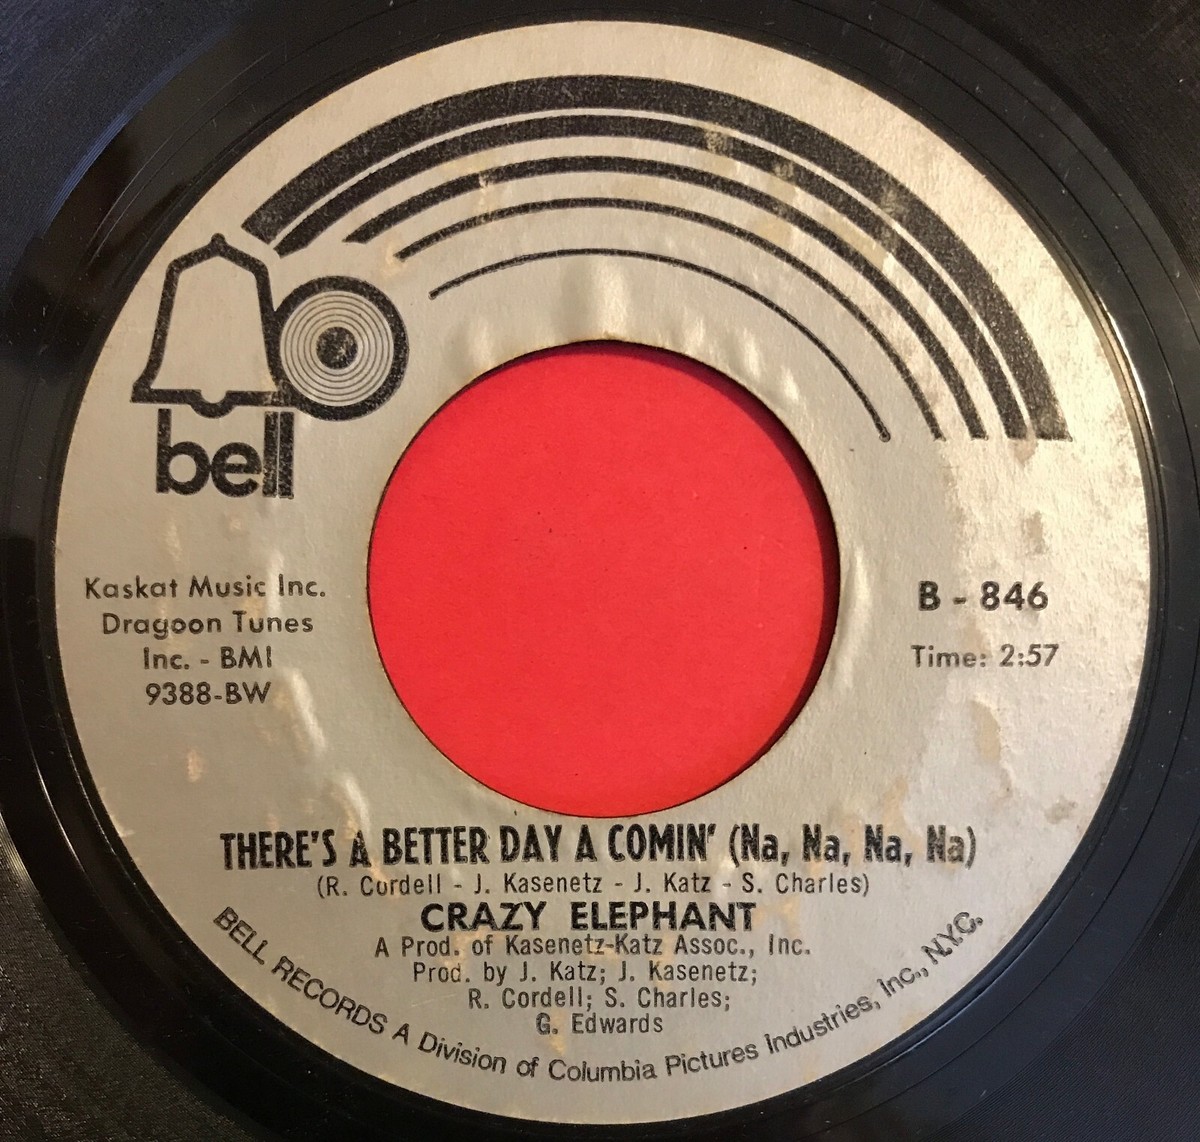 bell
Kaskat Music Inc.
Dragoon Tunes
Inc. - BMI
9388-BW
B - 846
Time: 2:57
THERE'S A BETTER DAY A COMIN' (Na, Na, Na, Na)
(R. Cordell - J. Kasenetz - J. Katz - S. Charles)
CRAZY ELEPHANT
A Prod. of Kasenetz-Katz Assoc., Inc.
Prod. by J. Katz; J. Kasenetz;
R. Cordell; S. Charles;
G. Edwards
BELL RECORDS A Division of Columbia Pictures Industries, Inc., N.Y.C.